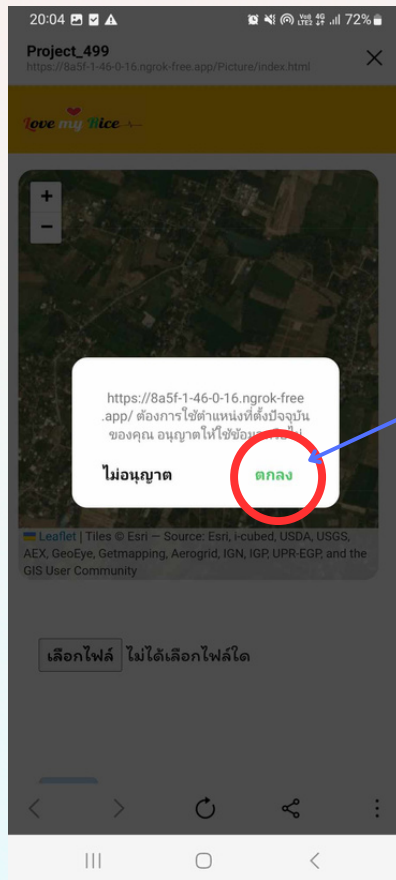 20:04
Vo)) 4G
LTE2 72%
Project_499
https://8a5f-1-46-0-16.ngrok-free.app/Picture/index.html
Love my Rice
+
−
https://8a5f-1-46-0-16.ngrok-free
.app/ ต้องการใช้ตำแหน่งที่ตั้งปัจจุบัน
ของคุณ อนุญาตให้ใช้
ไม่อนุญาต ตกลง
Leaflet | Tiles © Esri — Source: Esri, i-cubed, USDA, USGS,
AEX, GeoEye, Getmapping, Aerogrid, IGN, IGP, UPR-EGP, and the
GIS User Community
เลือกไฟล์ ไม่ได้เลือกไฟล์ใด